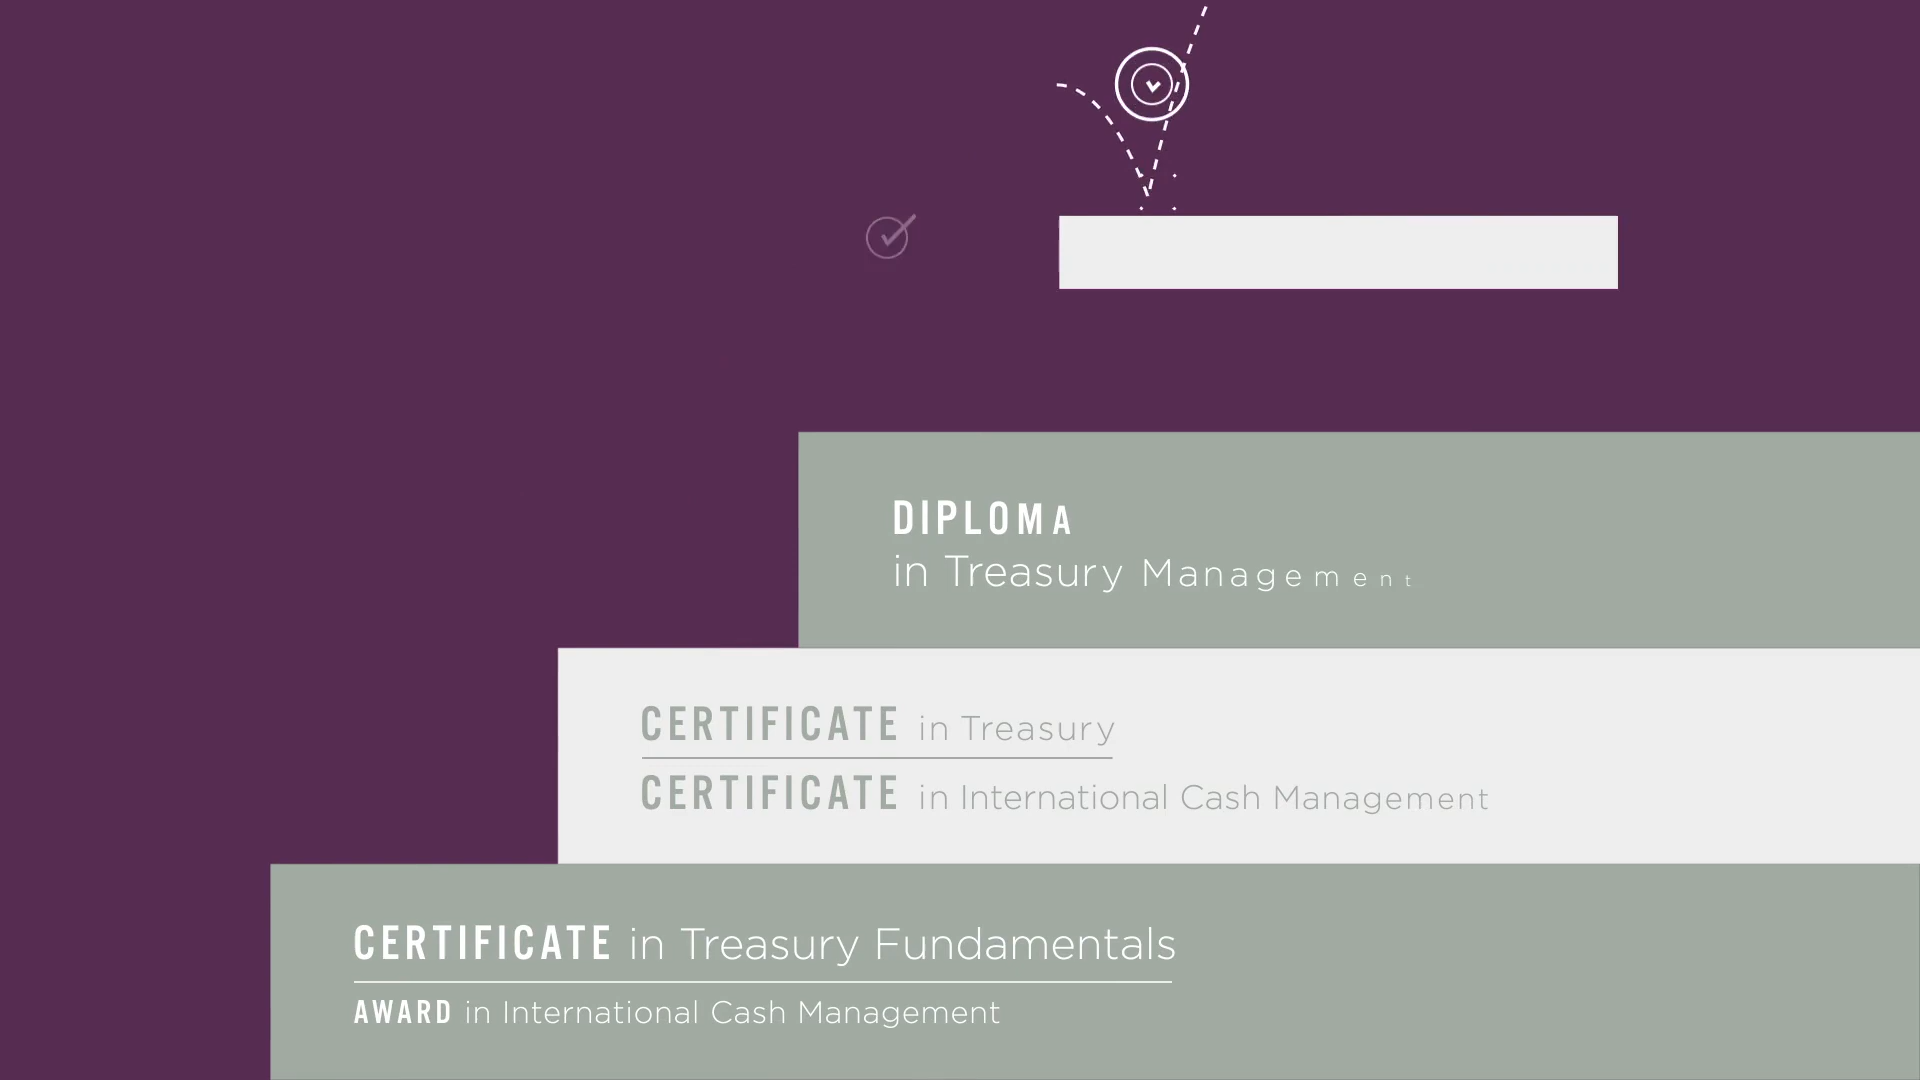 DIPLOMA
in Treasury Management
CERTIFICATE in Treasury
CERTIFICATE in International Cash Management
CERTIFICATE in Treasury Fundamentals
AWARD in International Cash Management